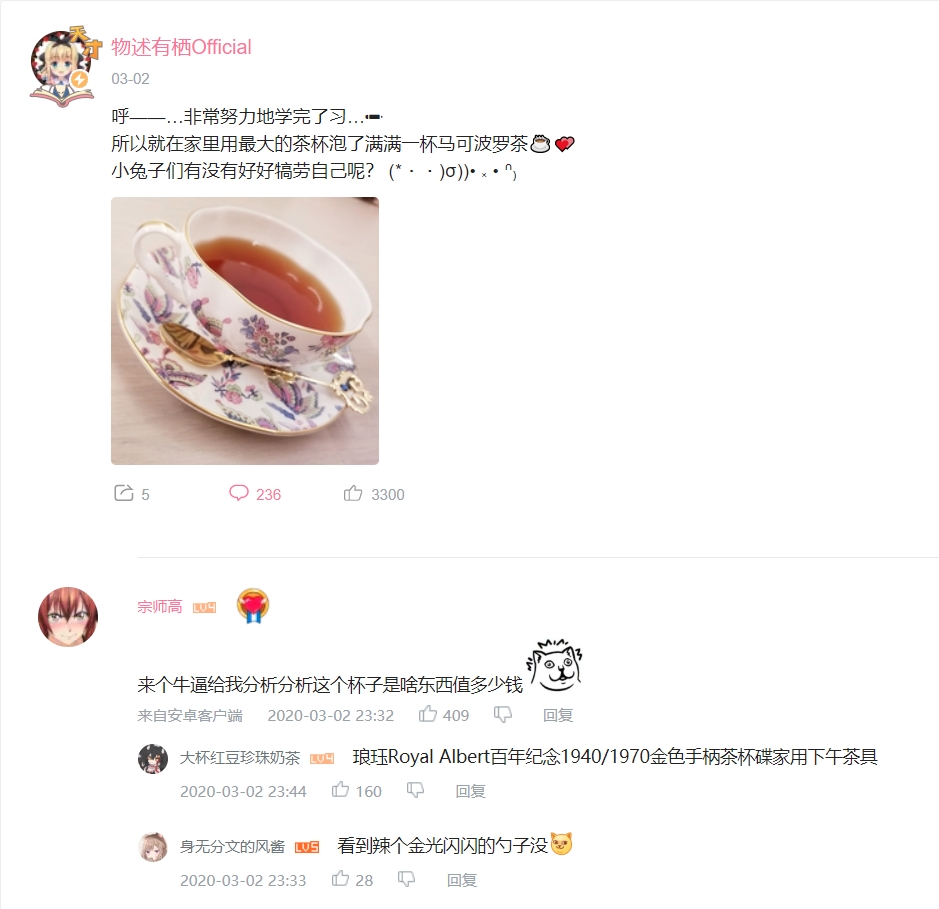 天才
物述有栖Official
03-02
呼——…非常努力地学完了习…
所以就在家里用最大的茶杯泡了满满一杯马可波罗茶☕💕
小兔子们有没有好好犒劳自己呢？ (*・・)σ))• ₓ • ᐢ₎
5
236
3300
宗师高 LV4
来个牛逼给我分析分析这个杯子是啥东西值多少钱
来自安卓客户端 2020-03-02 23:32 409 回复
大杯红豆珍珠奶茶 LV4 琅珏Royal Albert百年纪念1940/1970金色手柄茶杯碟家用下午茶具
2020-03-02 23:44 160 回复
身无分文的风酱 LV5 看到辣个金光闪闪的勺子没
2020-03-02 23:33 28 回复